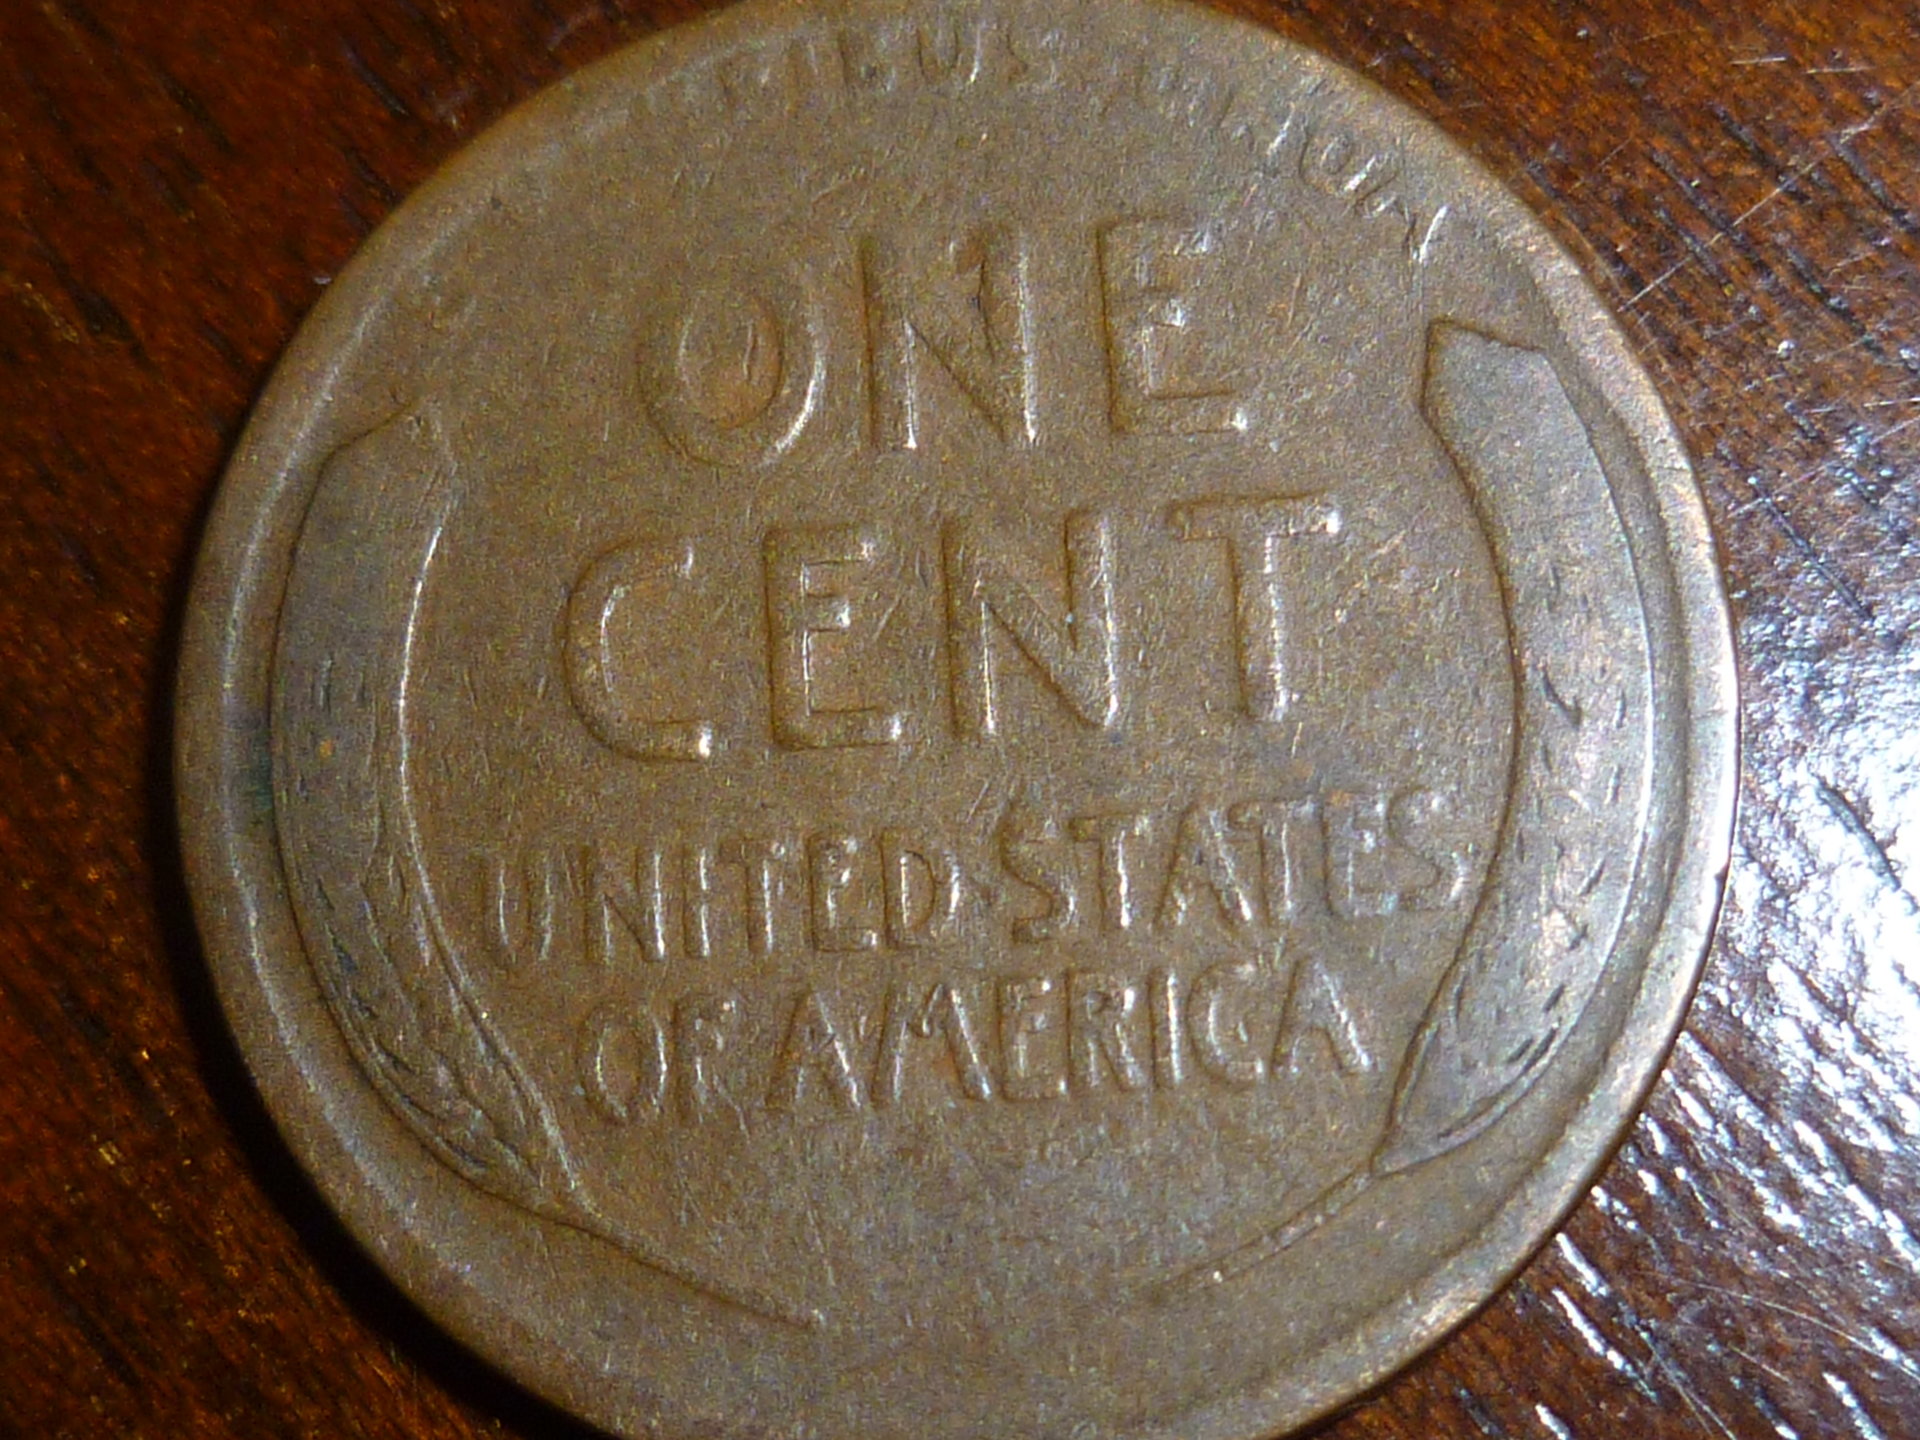 ONE
CENT
UNITED STATES
OF AMERICA